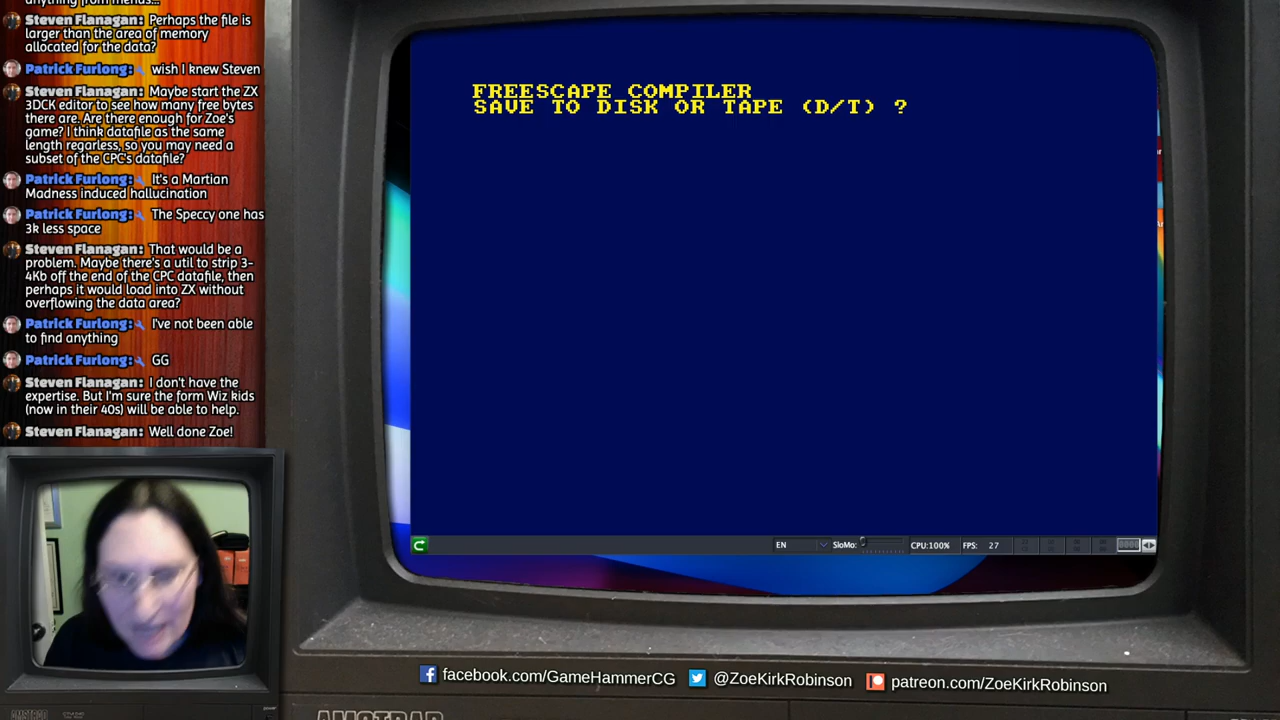 Steven Flanagan: Perhaps the file is
larger than the area of memory
allocated for the data?
Patrick Furlong: wish I knew Steven
Steven Flanagan: Maybe start the ZX
3DCK editor to see how many free bytes
there are. Are there enough for Zoe's
game? I think datafile as the same
length regarless, so you may need a
subset of the CPC's datafile?
Patrick Furlong: It's a Martian
Madness induced hallucination
Patrick Furlong: The Speccy one has
3k less space
Steven Flanagan: That would be a
problem. Maybe there's a util to strip 3-
4Kb off the end of the CPC datafile, then
perhaps it would load into ZX without
overflowing the data area?
Patrick Furlong: I've not been able
to find anything
Patrick Furlong: GG
Steven Flanagan: I don't have the
expertise. But I'm sure the form Wiz kids
(now in their 40s) will be able to help.
Steven Flanagan: Well done Zoe!
FREESCAPE COMPILER
SAVE TO DISK OR TAPE (D/T) ?
EN SloMo: CPU:100% FPS: 27
facebook.com/GameHammerCG @ZoeKirkRobinson patreon.com/ZoeKirkRobinson